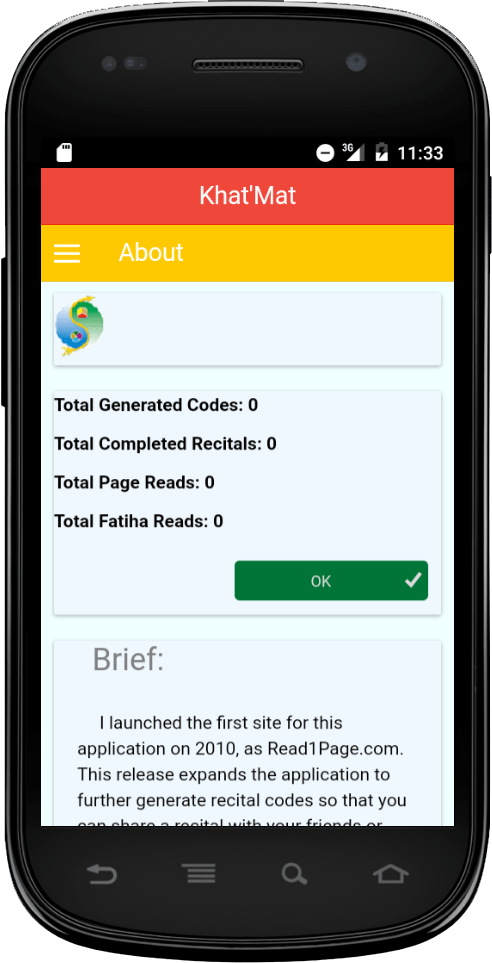 3G 11:33
Khat'Mat
About
Total Generated Codes: 0
Total Completed Recitals: 0
Total Page Reads: 0
Total Fatiha Reads: 0
OK
Brief:
I launched the first site for this
application on 2010, as Read1Page.com.
This release expands the application to
further generate recital codes so that you
can share a recital with your friends or